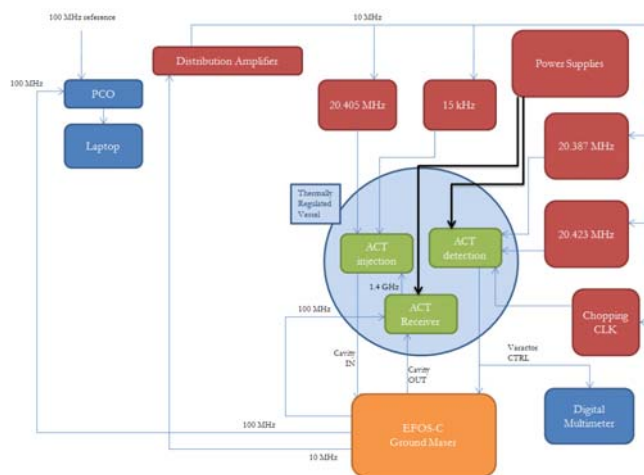 100 MHz reference
10 MHz
Distribution Amplifier
Power Supplies
100 MHz
PCO
20.405 MHz
15 kHz
Laptop
20.387 MHz
Thermally
Regulated
Vessal
20.423 MHz
ACT
injection
ACT
detection
1.4 GHz
100 MHz
ACT
Receiver
Chopping
CLK
Cavity
IN
Cavity
OUT
Varactor
CTRL
EFOS-C
Ground Maser
Digital
Multimeter
100 MHz
10 MHz